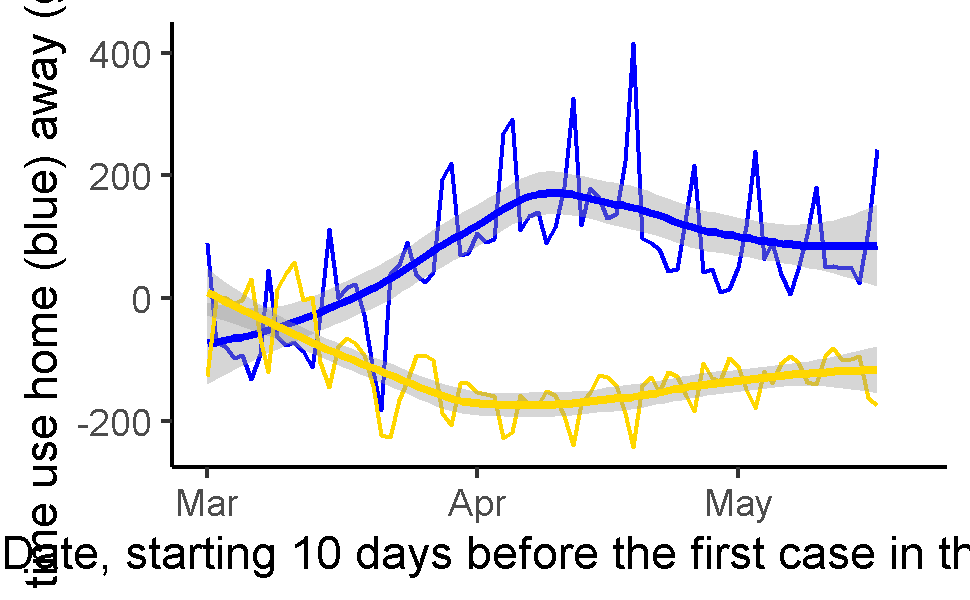 time use home (blue) away (
400
200
0
-200
Mar Apr May
Date, starting 10 days before the first case in th